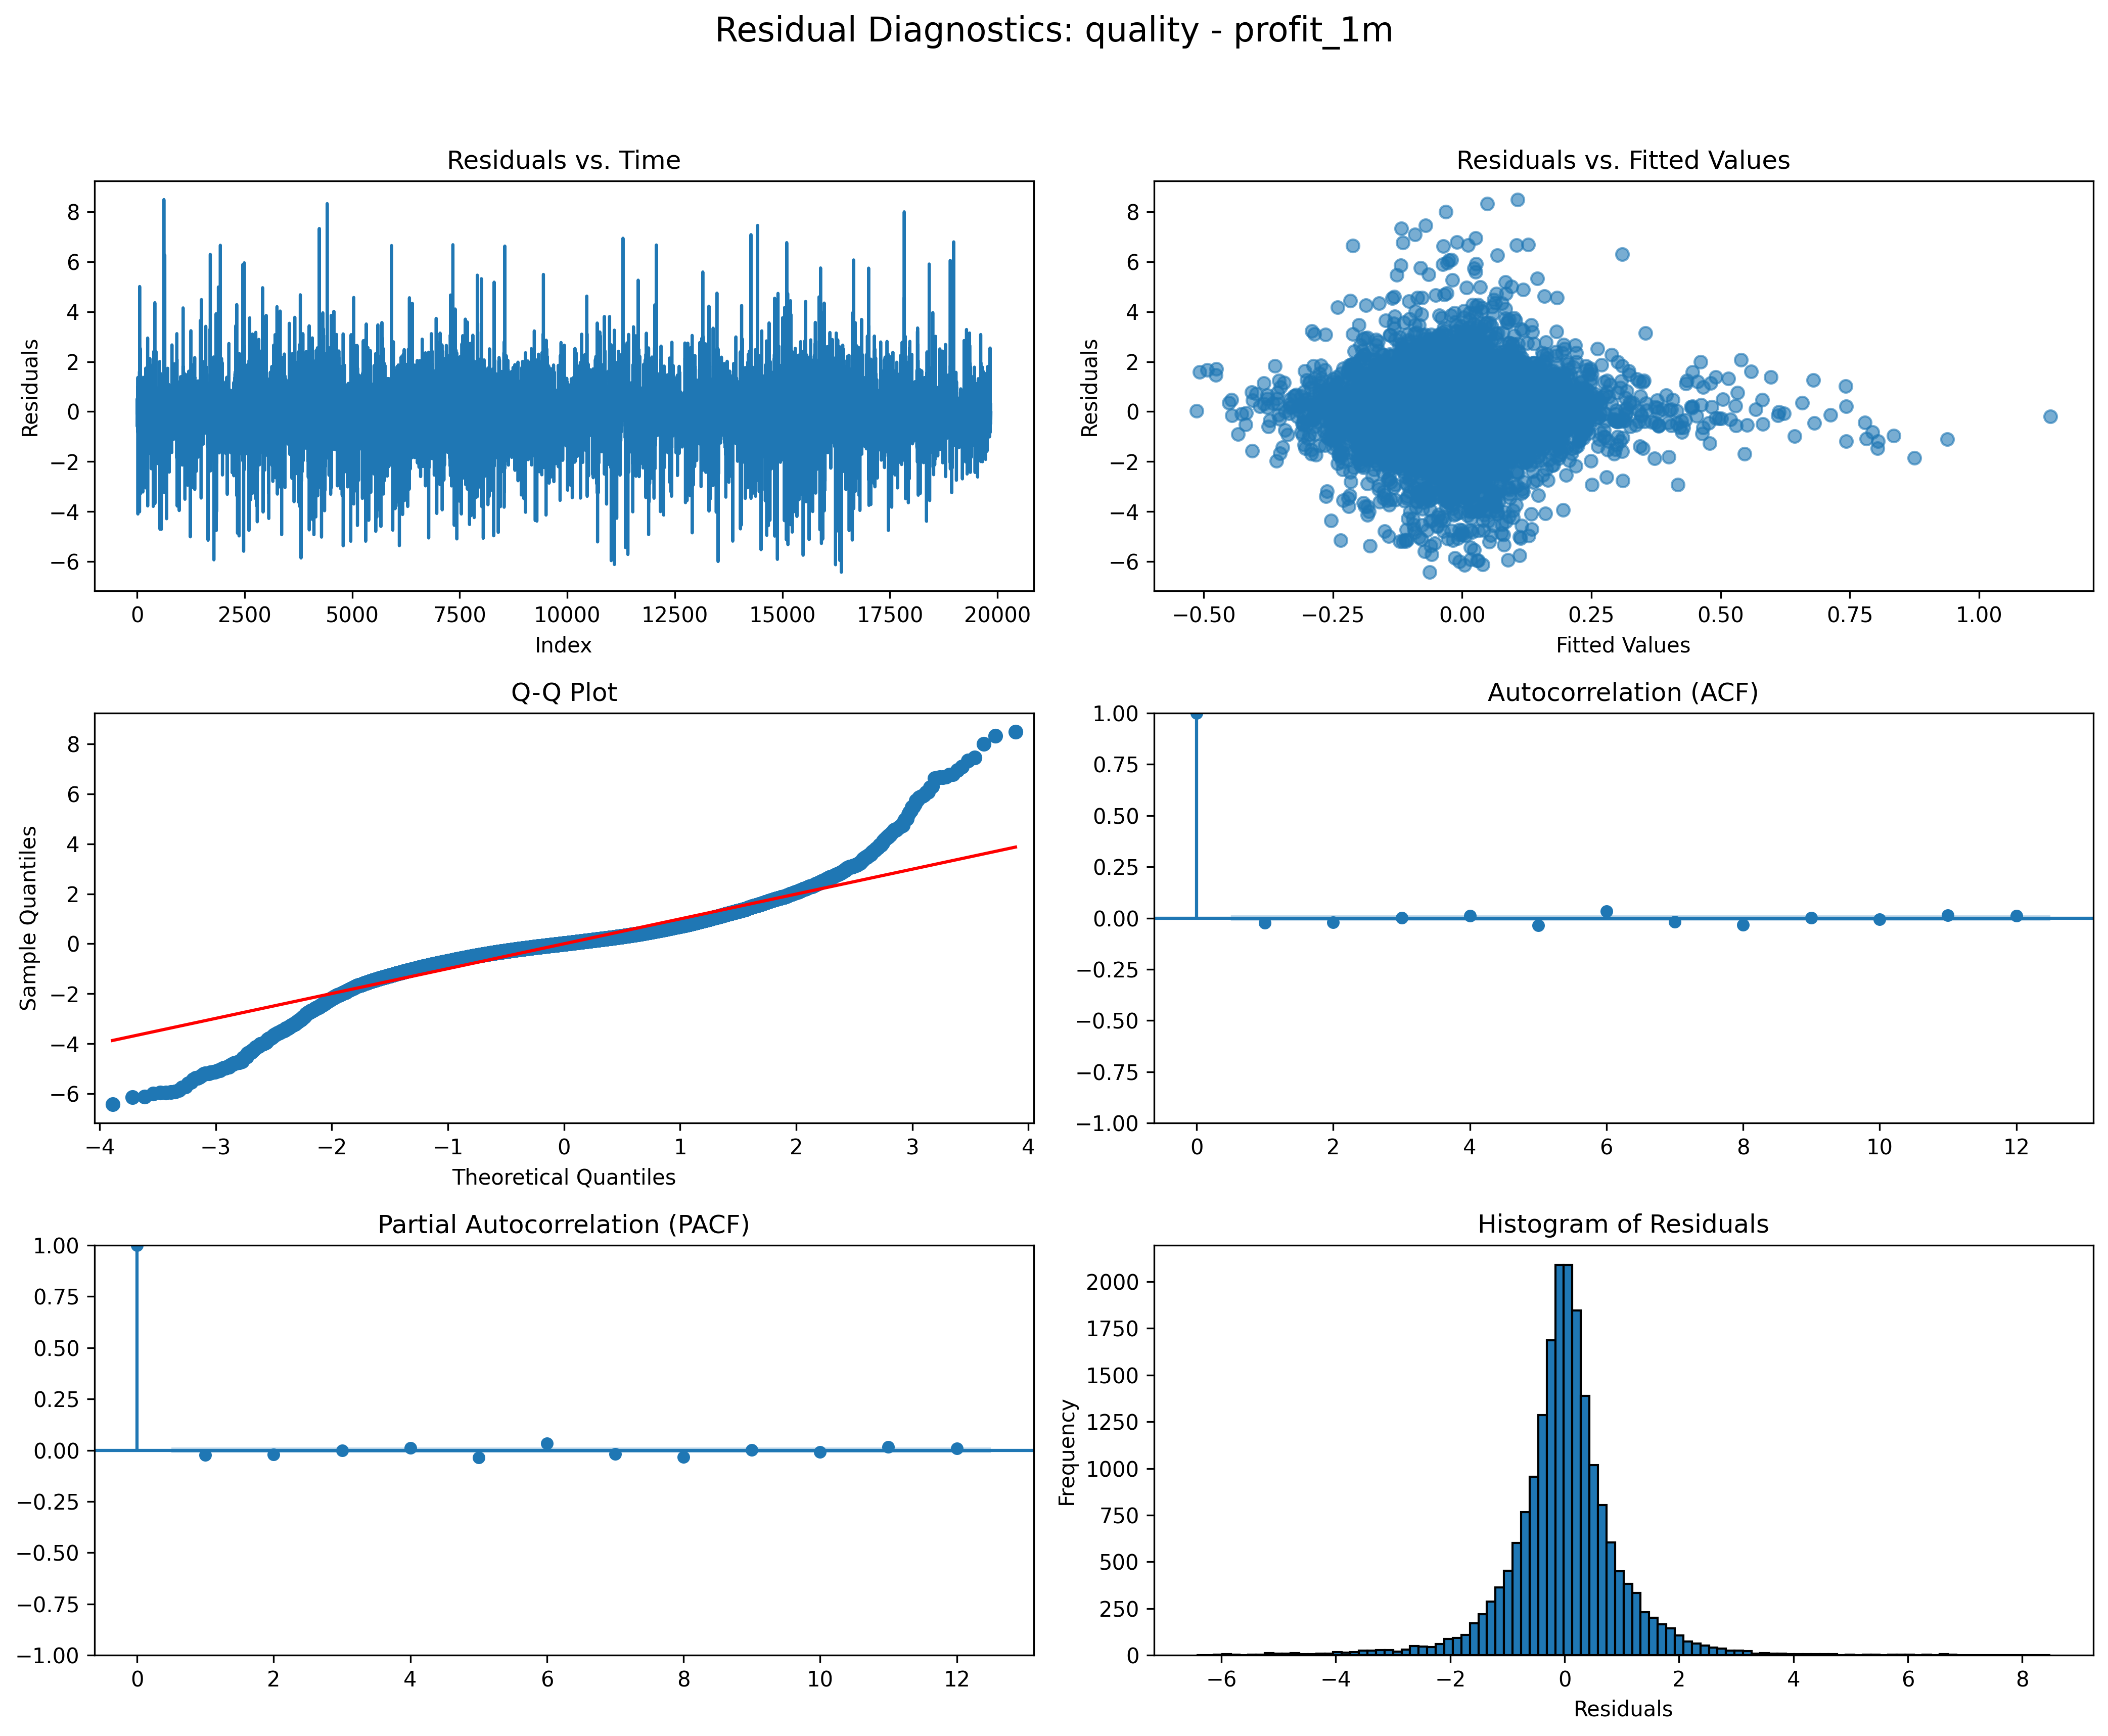 Residual Diagnostics: quality - profit_1m
Residuals vs. Time
Residuals
8
6
4
2
0
−2
−4
−6
0 2500 5000 7500 10000 12500 15000 17500 20000
Index
Residuals vs. Fitted Values
Residuals
8
6
4
2
0
−2
−4
−6
−0.50 −0.25 0.00 0.25 0.50 0.75 1.00
Fitted Values
Q-Q Plot
Sample Quantiles
8
6
4
2
0
−2
−4
−6
−4 −3 −2 −1 0 1 2 3 4
Theoretical Quantiles
Autocorrelation (ACF)
1.00
0.75
0.50
0.25
0.00
−0.25
−0.50
−0.75
−1.00
0 2 4 6 8 10 12
Partial Autocorrelation (PACF)
1.00
0.75
0.50
0.25
0.00
−0.25
−0.50
−0.75
−1.00
0 2 4 6 8 10 12
Histogram of Residuals
Frequency
2000
1750
1500
1250
1000
750
500
250
0
−6 −4 −2 0 2 4 6 8
Residuals